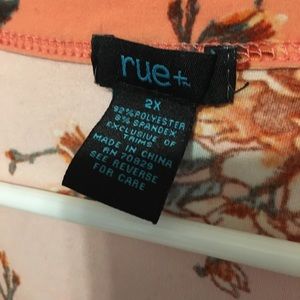 rue+
2X
92% POLYESTER
8% SPANDEX
EXCLUSIVE OF
TRIMS
MADE IN CHINA
RN 70829
SEE REVERSE
FOR CARE